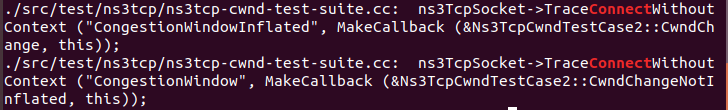 ./src/test/ns3tcp/ns3tcp-cwnd-test-suite.cc:  ns3TcpSocket->TraceConnectWithout
Context ("CongestionWindowInflated", MakeCallback (&Ns3TcpCwndTestCase2::CwndCh
ange, this));
./src/test/ns3tcp/ns3tcp-cwnd-test-suite.cc:  ns3TcpSocket->TraceConnectWithout
Context ("CongestionWindow", MakeCallback (&Ns3TcpCwndTestCase2::CwndChangeNotI
nflated, this));